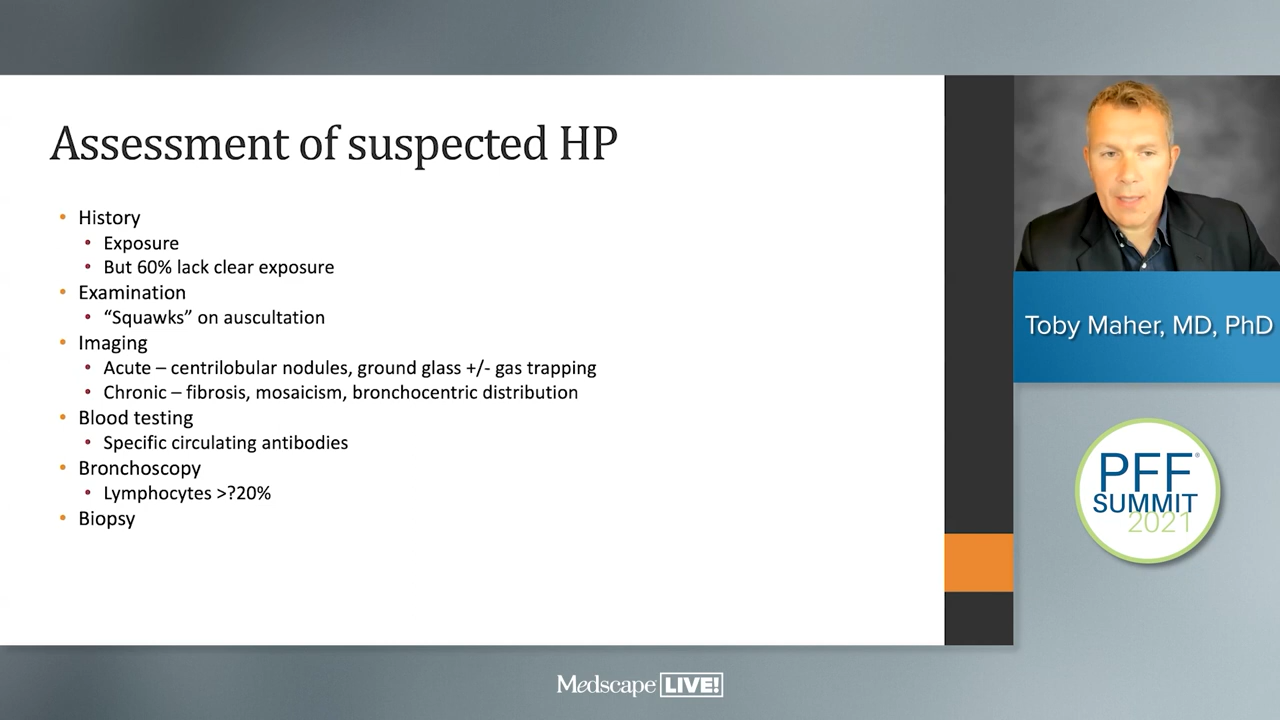 Assessment of suspected HP
• History
• Exposure
• But 60% lack clear exposure
• Examination
• “Squawks” on auscultation
• Imaging
• Acute – centrilobular nodules, ground glass +/- gas trapping
• Chronic – fibrosis, mosaicism, bronchocentric distribution
• Blood testing
• Specific circulating antibodies
• Bronchoscopy
• Lymphocytes >?20%
• Biopsy
Toby Maher, MD, PhD
PFF®
SUMMIT
2021
Medscape LIVE!